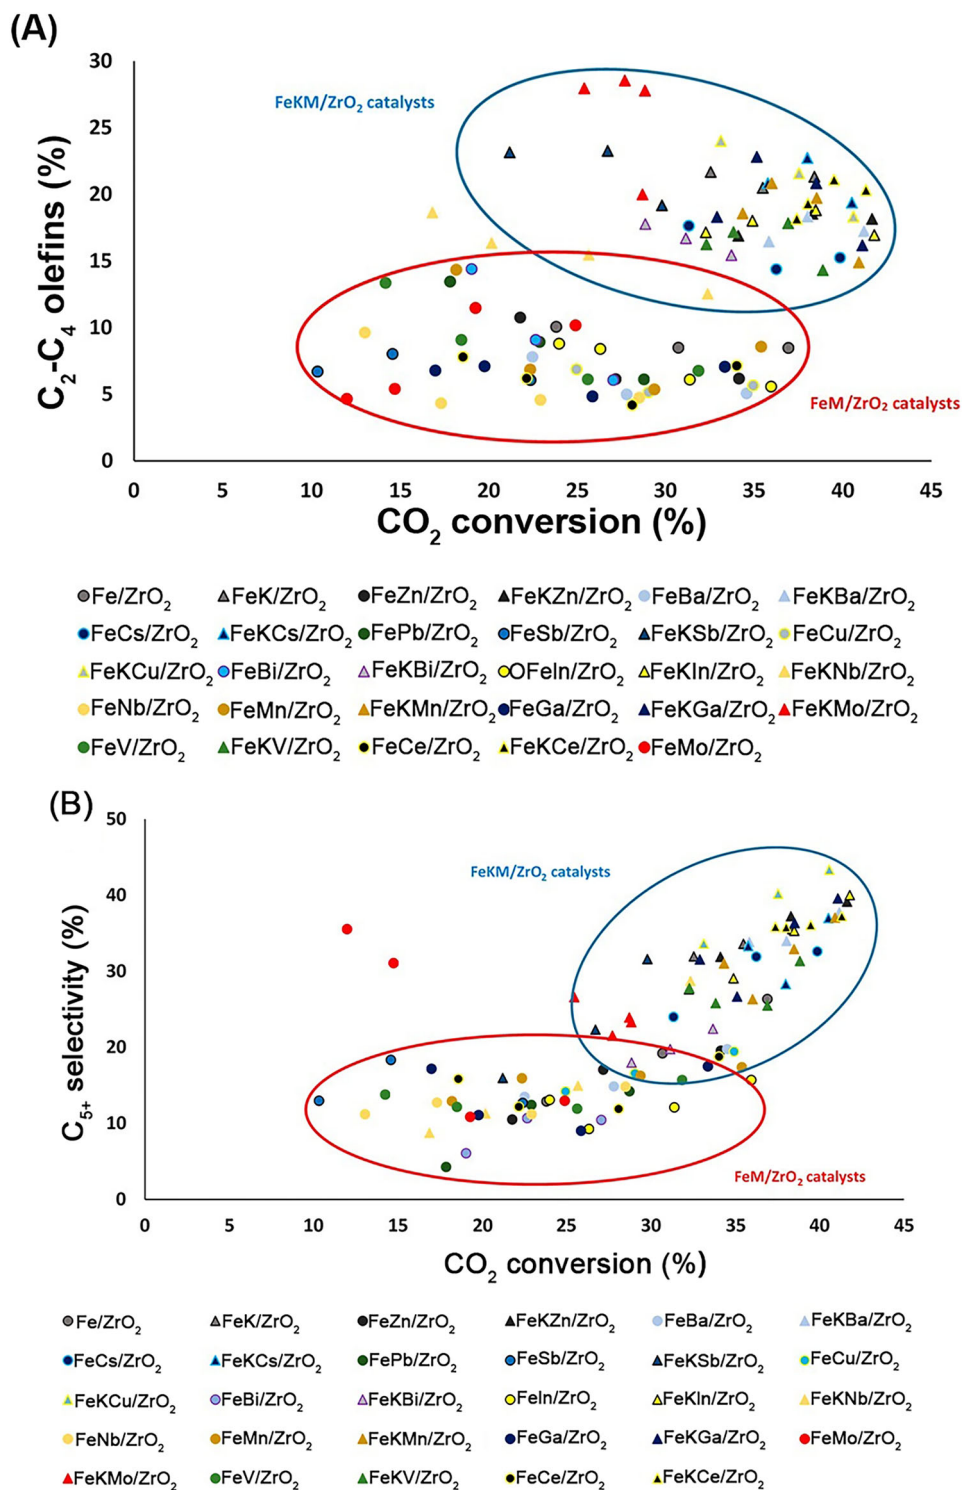 (A)
30
25
20
15
10
5
0
C₂-C₄ olefins (%)
FeKM/ZrO₂ catalysts
FeM/ZrO₂ catalysts
0 5 10 15 20 25 30 35 40 45
CO₂ conversion (%)
Fe/ZrO₂ FeK/ZrO₂ FeZn/ZrO₂ FeKZn/ZrO₂ FeBa/ZrO₂ FeKBa/ZrO₂
FeCs/ZrO₂ FeKCs/ZrO₂ FePb/ZrO₂ FeSb/ZrO₂ FeKSb/ZrO₂ FeCu/ZrO₂
FeKCu/ZrO₂ FeBi/ZrO₂ FeKBi/ZrO₂ OFeIn/ZrO₂ FeKIn/ZrO₂ FeKNb/ZrO₂
FeNb/ZrO₂ FeMn/ZrO₂ FeKMn/ZrO₂ FeGa/ZrO₂ FeKGa/ZrO₂ FeKMo/ZrO₂
FeV/ZrO₂ FeKV/ZrO₂ FeCe/ZrO₂ FeKCe/ZrO₂ FeMo/ZrO₂
(B)
50
40
30
20
10
0
C₅₊ selectivity (%)
FeKM/ZrO₂ catalysts
FeM/ZrO₂ catalysts
0 5 10 15 20 25 30 35 40 45
CO₂ conversion (%)
Fe/ZrO₂ FeK/ZrO₂ FeZn/ZrO₂ FeKZn/ZrO₂ FeBa/ZrO₂ FeKBa/ZrO₂
FeCs/ZrO₂ FeKCs/ZrO₂ FePb/ZrO₂ FeSb/ZrO₂ FeKSb/ZrO₂ FeCu/ZrO₂
FeKCu/ZrO₂ FeBi/ZrO₂ FeKBi/ZrO₂ FeIn/ZrO₂ FeKIn/ZrO₂ FeKNb/ZrO₂
FeNb/ZrO₂ FeMn/ZrO₂ FeKMn/ZrO₂ FeGa/ZrO₂ FeKGa/ZrO₂ FeMo/ZrO₂
FeKMo/ZrO₂ FeV/ZrO₂ FeKV/ZrO₂ FeCe/ZrO₂ FeKCe/ZrO₂